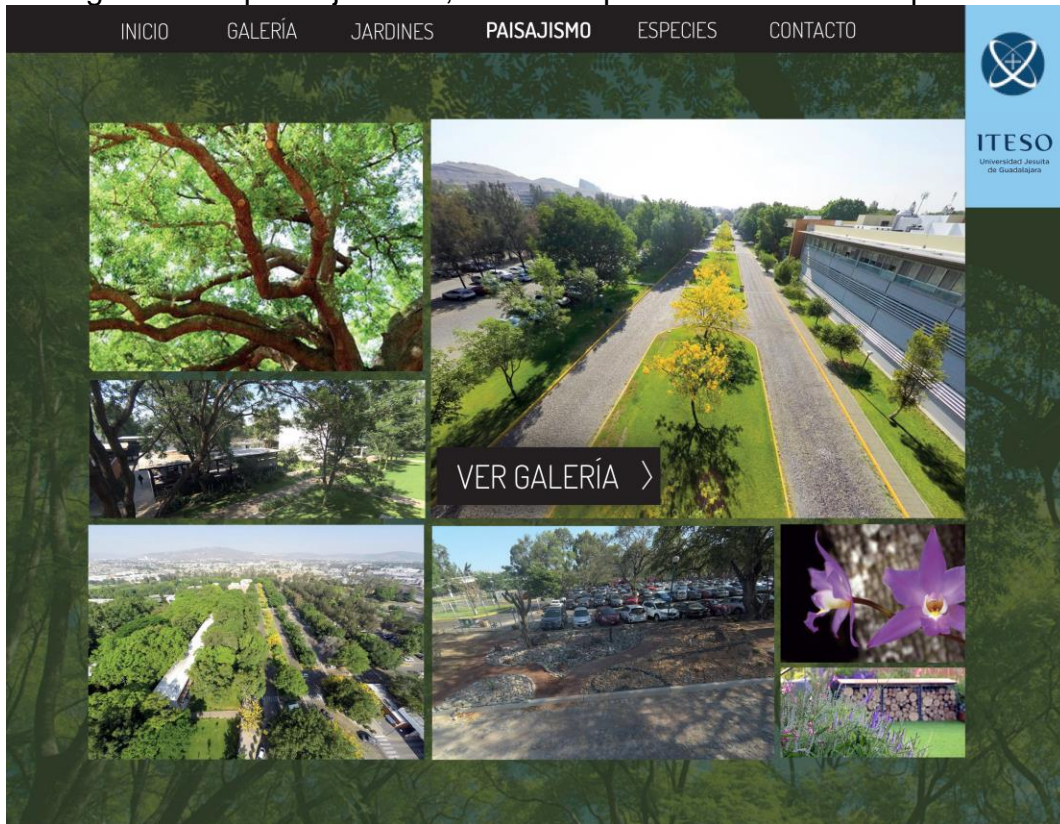 INICIO GALERÍA JARDINES PAISAJISMO ESPECIES CONTACTO
ITESO
Universidad Jesuita
de Guadalajara
VER GALERÍA